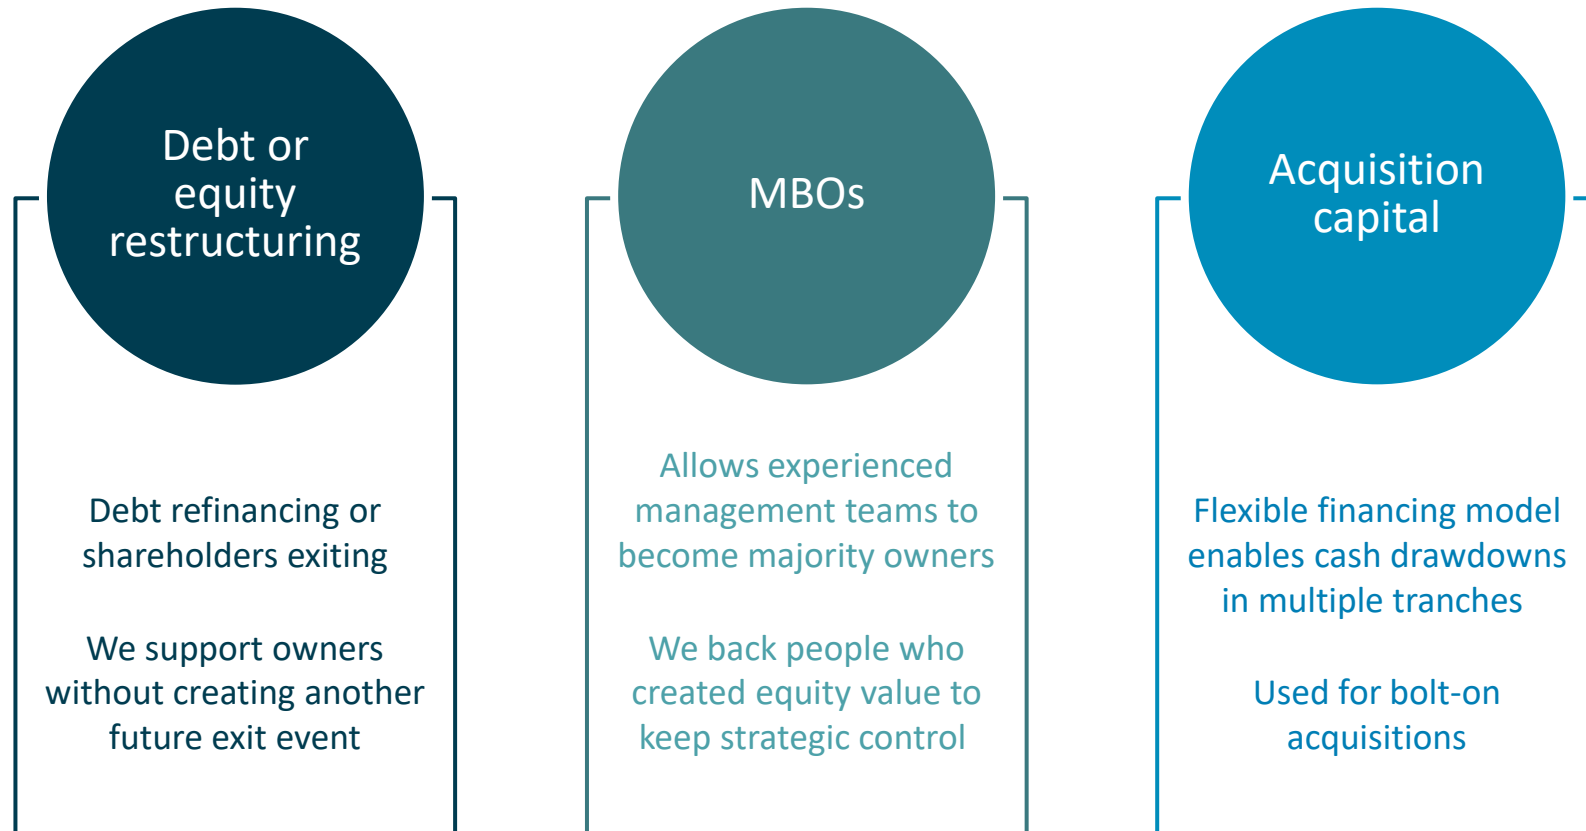 Debt or
equity
restructuring
Debt refinancing or
shareholders exiting
We support owners
without creating another
future exit event
MBOs
Allows experienced
management teams to
become majority owners
We back people who
created equity value to
keep strategic control
Acquisition
capital
Flexible financing model
enables cash drawdowns
in multiple tranches
Used for bolt-on
acquisitions